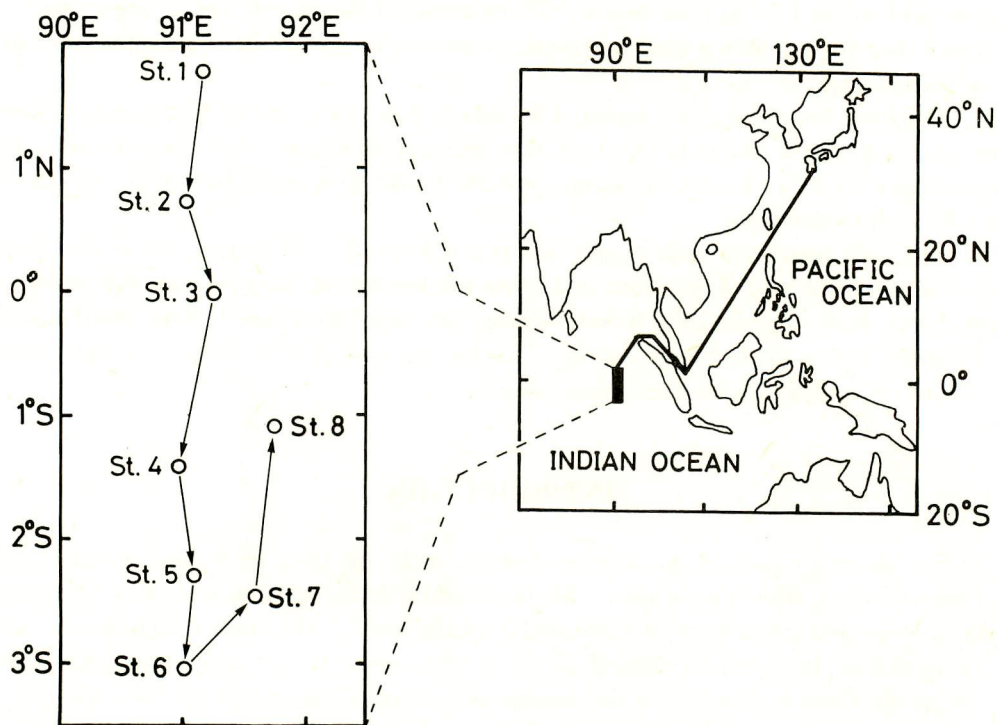 90°E
91°E
92°E
St. 1
1°N
St. 2
0°
St. 3
1°S
St. 8
St. 4
2°S
St. 5
St. 7
3°S
St. 6
90°E
130°E
40°N
20°N
PACIFIC
OCEAN
0°
INDIAN OCEAN
20°S